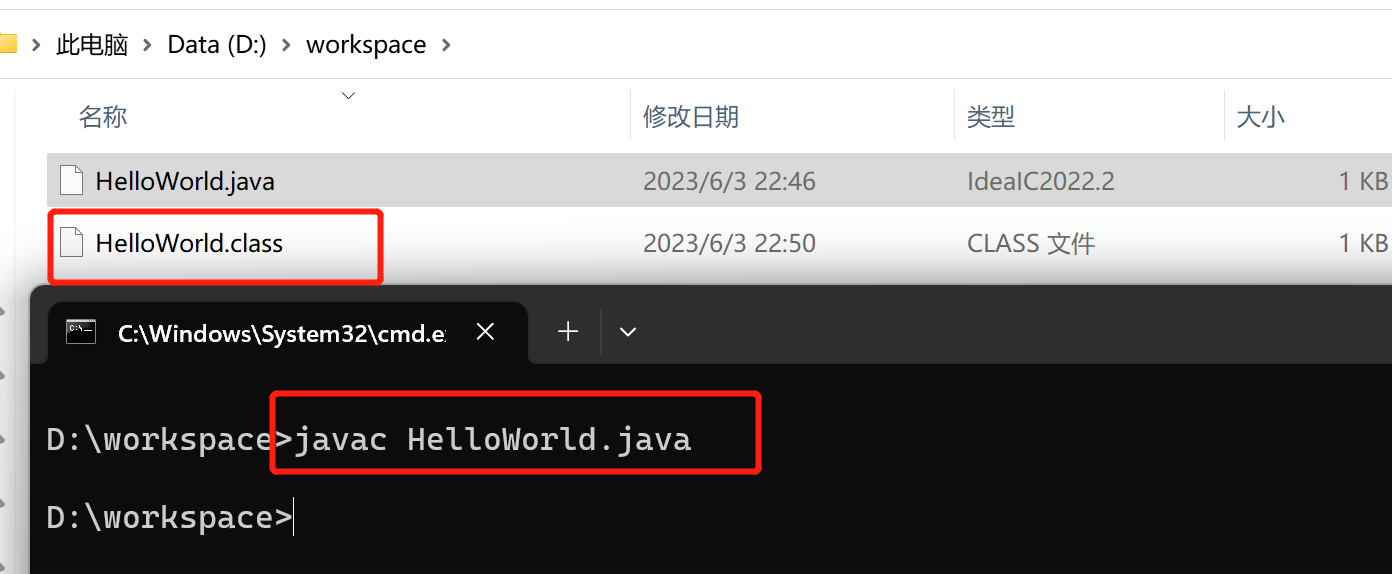 此电脑 > Data (D:) > workspace >
名称 修改日期 类型 大小
HelloWorld.java 2023/6/3 22:46 IdeaIC2022.2 1 KB
HelloWorld.class 2023/6/3 22:50 CLASS 文件 1 KB
C:\Windows\System32\cmd.e
D:\workspace>javac HelloWorld.java
D:\workspace>